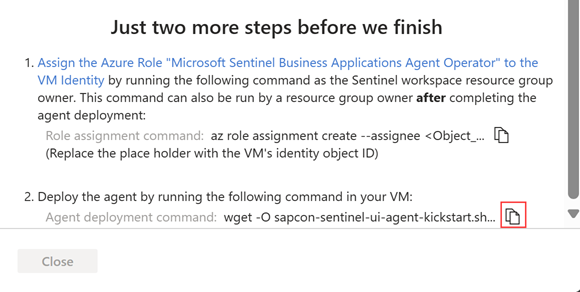 Just two more steps before we finish
1. Assign the Azure Role "Microsoft Sentinel Business Applications Agent Operator" to the
VM Identity by running the following command as the Sentinel workspace resource group
owner. This command can also be run by a resource group owner after completing the
agent deployment:
Role assignment command: az role assignment create --assignee <Object_...
(Replace the place holder with the VM's identity object ID)
2. Deploy the agent by running the following command in your VM:
Agent deployment command: wget -O sapcon-sentinel-ui-agent-kickstart.sh...
Close